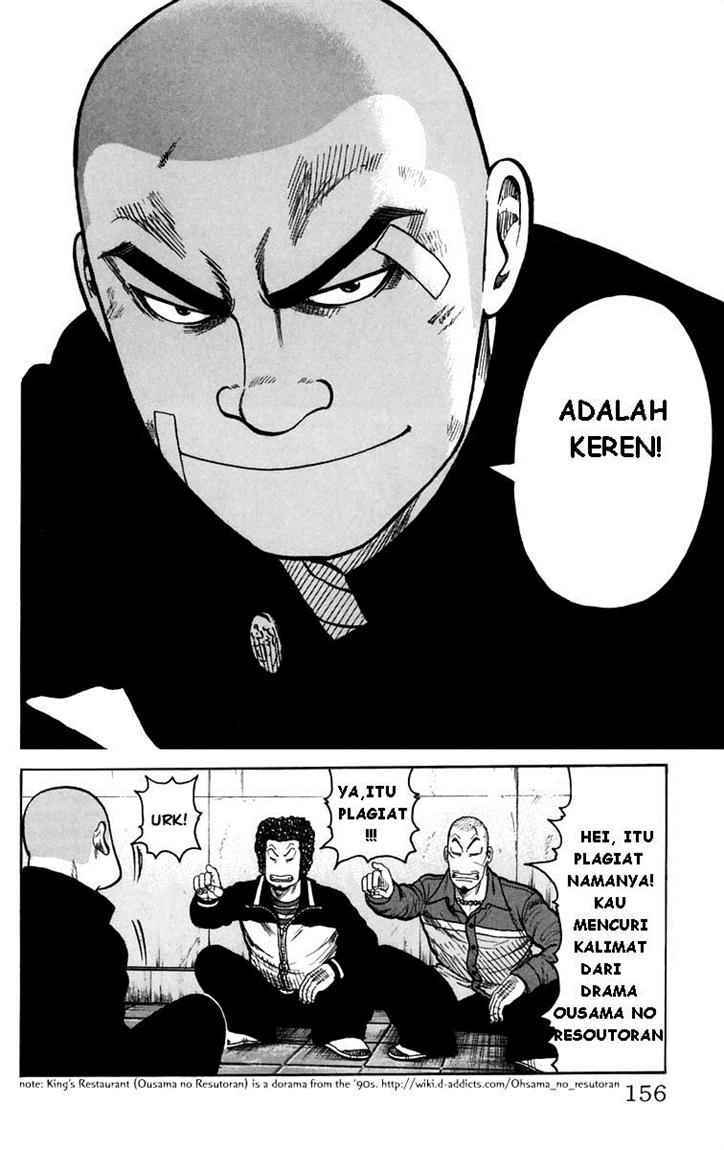 ADALAH
KEREN!
HEI, ITU
PLAGIAT
NAMANYA!
KAU
MENCURI
KALIMAT
DARI
DRAMA
OUSAMA NO
RESOUTORAN
YA,ITU
PLAGIAT
!!!
URK!
note: King's Restaurant (Ousama no Resutoran) is a dorama from the '90s. http://wiki.d-addicts.com/Ohsama_no_resutoran
156